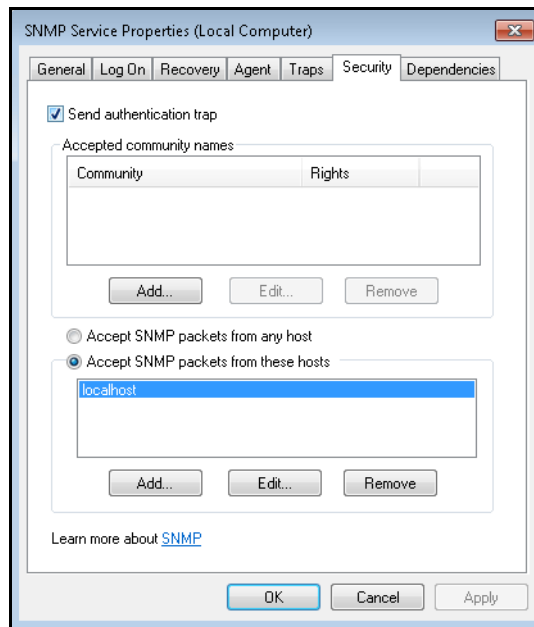 SNMP Service Properties (Local Computer)
General Log On Recovery Agent Traps Security Dependencies
Send authentication trap
Accepted community names
Community Rights
Add... Edit... Remove
Accept SNMP packets from any host
Accept SNMP packets from these hosts
localhost
Add... Edit... Remove
Learn more about SNMP
OK Cancel Apply